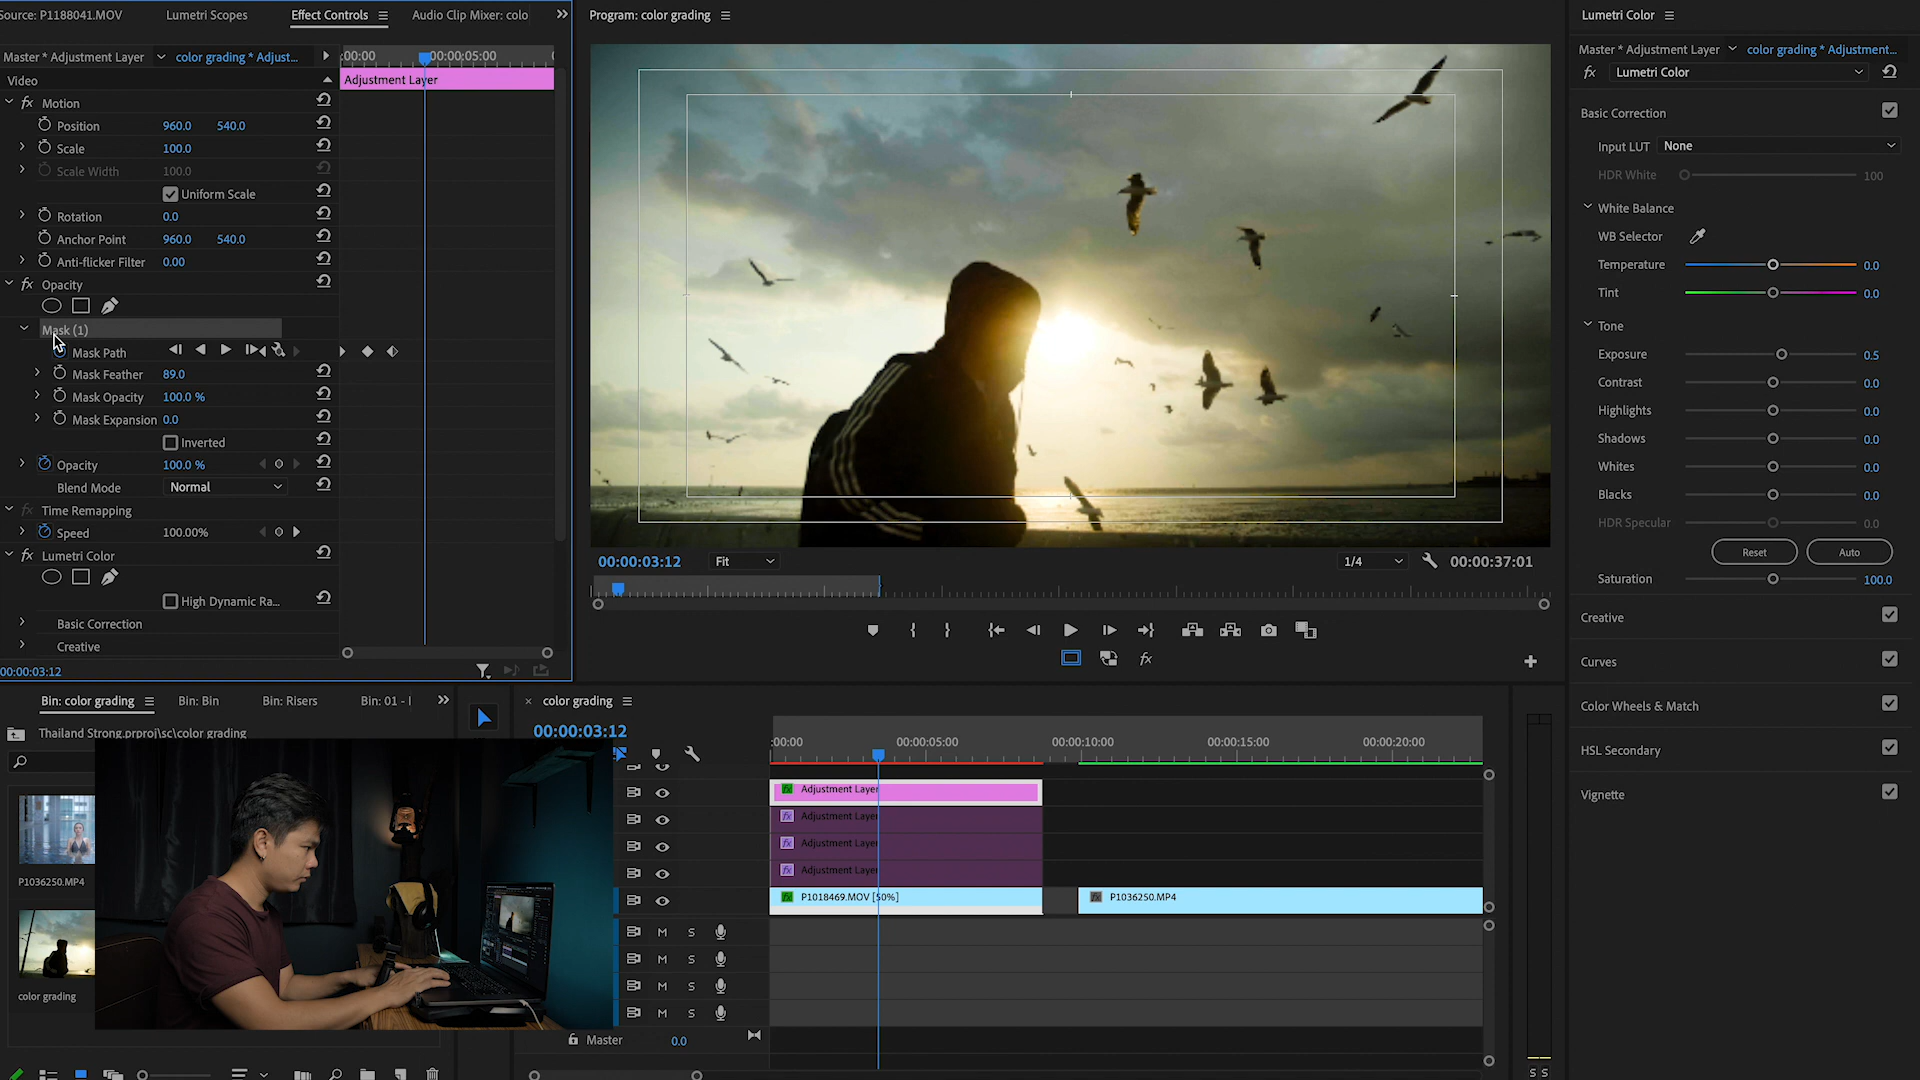 Source: P1188041.MOV
Lumetri Scopes
Effect Controls
Audio Clip Mixer: colo
Master * Adjustment Layer
color grading * Adjust...
:00:00
00:00:05:00
Video
Adjustment Layer
Motion
Position 960.0 540.0
Scale 100.0
Scale Width 100.0
Uniform Scale
Rotation 0.0
Anchor Point 960.0 540.0
Anti-flicker Filter 0.00
Opacity
Mask (1)
Mask Path
Mask Feather 89.0
Mask Opacity 100.0 %
Mask Expansion 0.0
Inverted
Opacity 100.0 %
Blend Mode Normal
Time Remapping
Speed 100.00%
Lumetri Color
High Dynamic Ra...
Basic Correction
Creative
00:00:03:12
Program: color grading
00:00:03:12
Fit
1/4
00:00:37:01
Lumetri Color
Master * Adjustment Layer
color grading * Adjustment...
fx Lumetri Color
Basic Correction
Input LUT None
HDR White 100
White Balance
WB Selector
Temperature 0.0
Tint 0.0
Tone
Exposure 0.5
Contrast 0.0
Highlights 0.0
Shadows 0.0
Whites 0.0
Blacks 0.0
HDR Specular 0.0
Reset
Auto
Saturation 100.0
Creative
Curves
Color Wheels & Match
HSL Secondary
Vignette
Bin: color grading
Bin: Bin
Bin: Risers
Bin: 01 - I
Thailand Strong.prproj\sc\color grading
P1036250.MP4
color grading
× color grading
00:00:03:12
:00:00
00:00:05:00
00:00:10:00
00:00:15:00
00:00:20:00
fx Adjustment Layer
fx Adjustment Layer
fx Adjustment Layer
fx Adjustment Layer
fx P1018469.MOV [50%]
fx P1036250.MP4
M S
M S
M S
M S
Master 0.0
S S